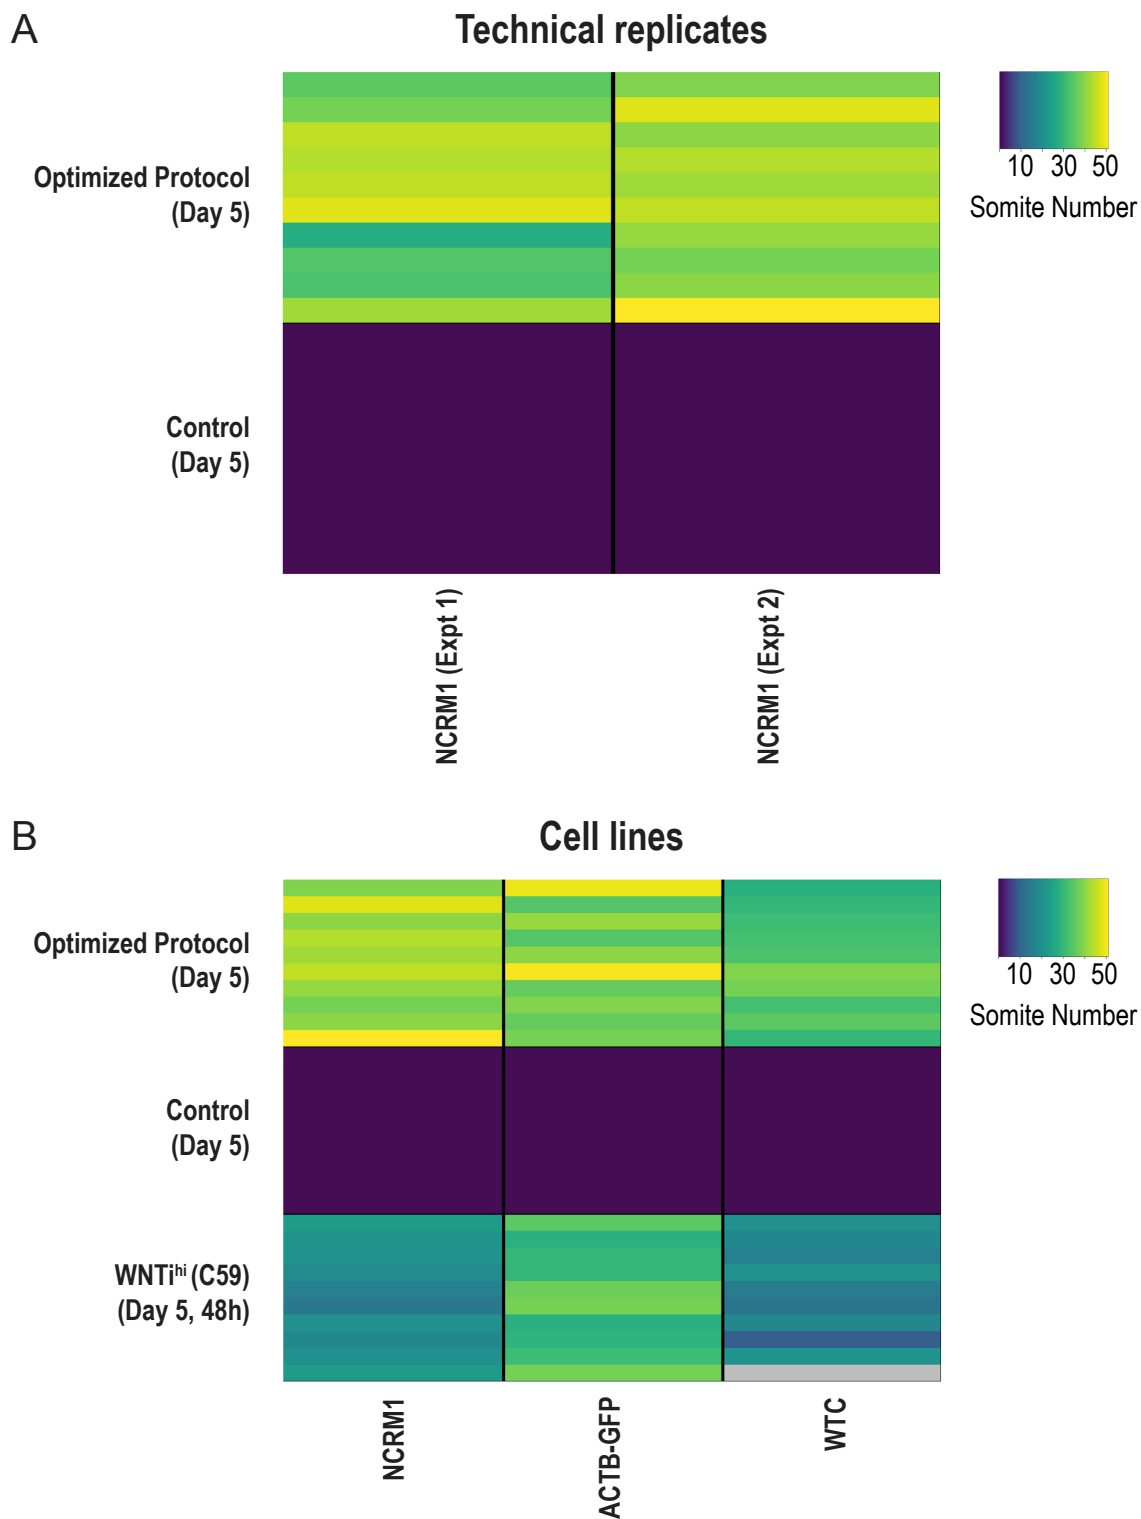 A
Technical replicates
Optimized Protocol
(Day 5)
10 30 50
Somite Number
Control
(Day 5)
NCRM1 (Expt 1)
NCRM1 (Expt 2)
B
Cell lines
Optimized Protocol
(Day 5)
10 30 50
Somite Number
Control
(Day 5)
WNTiʰⁱ (C59)
(Day 5, 48h)
NCRM1
ACTB-GFP
WTC